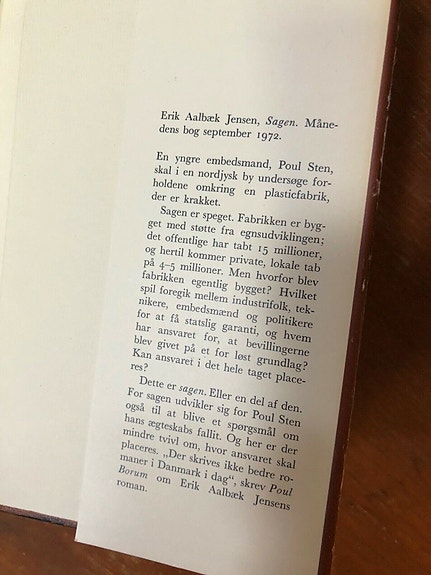 Erik Aalbæk Jensen, Sagen. Måne-
dens bog september 1972.
En yngre embedsmand, Poul Sten,
skal i en nordjysk by undersøge for-
holdene omkring en plasticfabrik,
der er krakket.
Sagen er speget. Fabrikken er byg-
get med støtte fra egnsudviklingen;
det offentlige har tabt 15 millioner,
og hertil kommer private, lokale tab
på 4-5 millioner. Men hvorfor blev
fabrikken egentlig bygget? Hvilket
spil foregik mellem industrifolk, tek-
nikere, embedsmænd og politikere
for at få statslig garanti, og hvem
har ansvaret for, at bevillingerne
blev givet på et for løst grundlag?
Kan ansvaret i det hele taget place-
res?
Dette er sagen. Eller en del af den.
For sagen udvikler sig for Poul Sten
også til at blive et spørgsmål om
hans ægteskabs fallit. Og her er der
mindre tvivl om, hvor ansvaret skal
placeres. „Der skrives ikke bedre ro-
maner i Danmark i dag“, skrev Poul
Borum om Erik Aalbæk Jensens
roman.